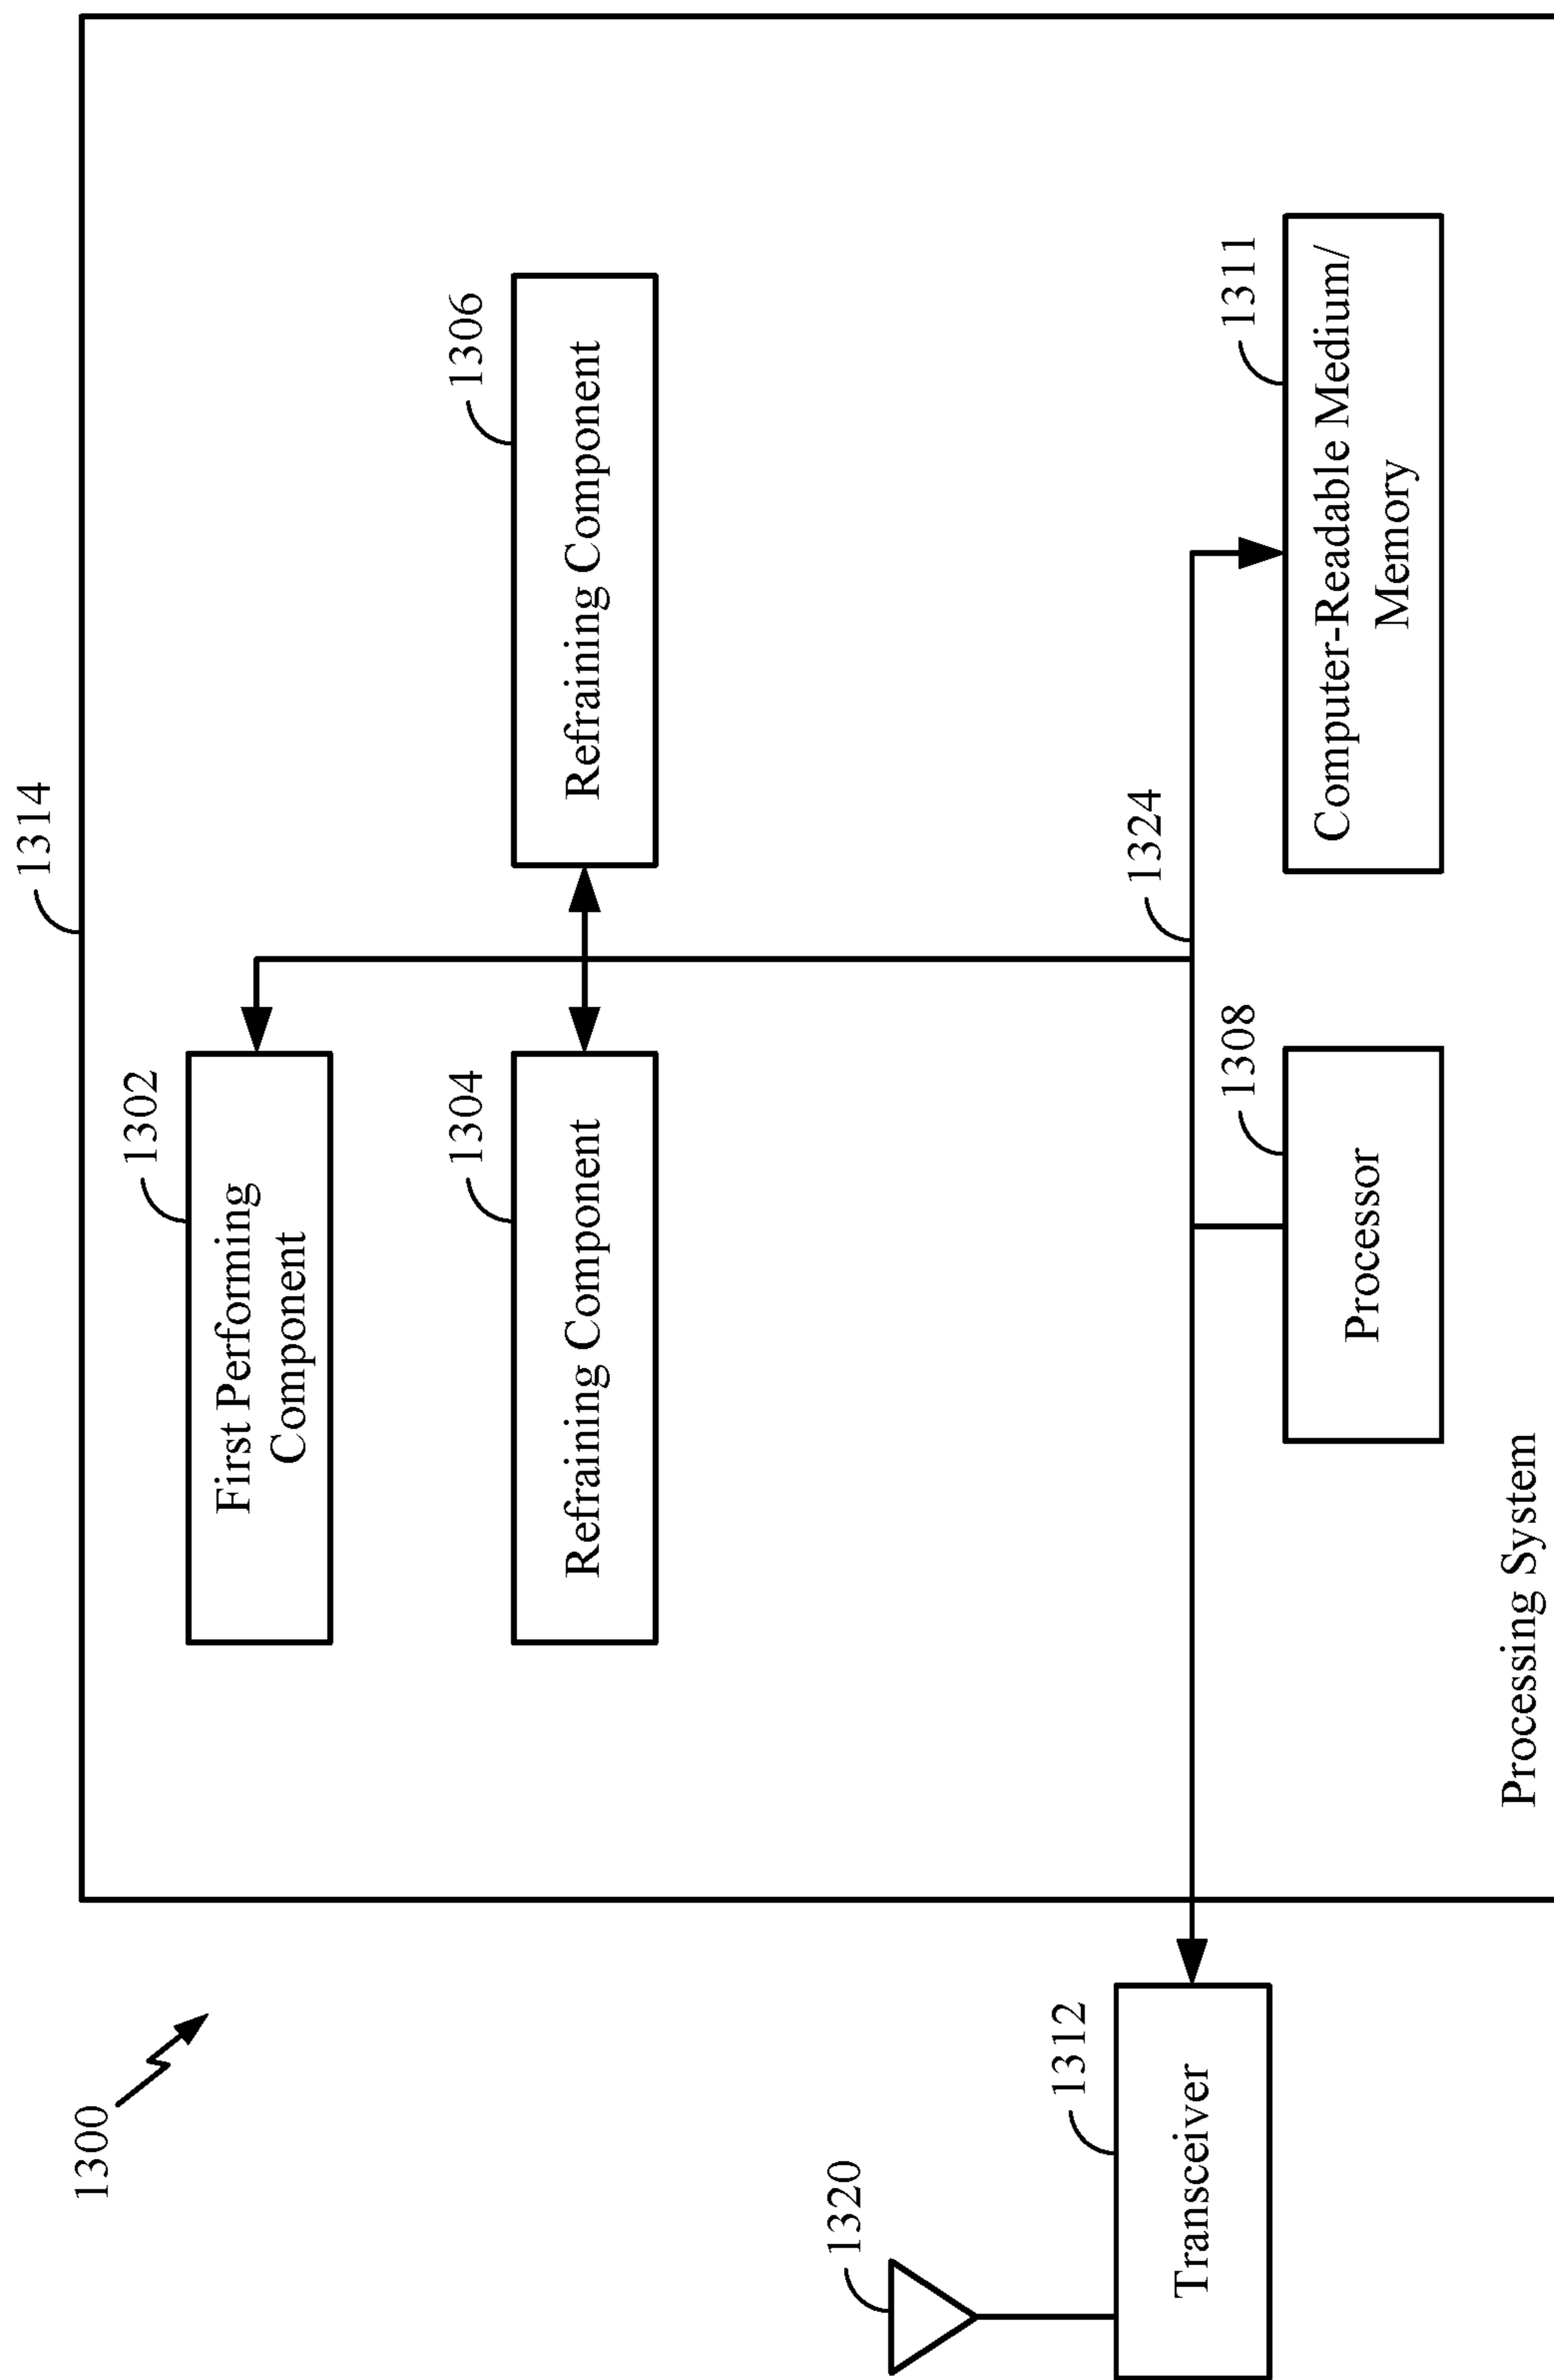 1300
1314
1302
First Performing
Component
1304
Refraining Component
1306
Refraining Component
1320
1312
Transceiver
1324
1308
Processor
1311
Computer-Readable Medium/
Memory
Processing System